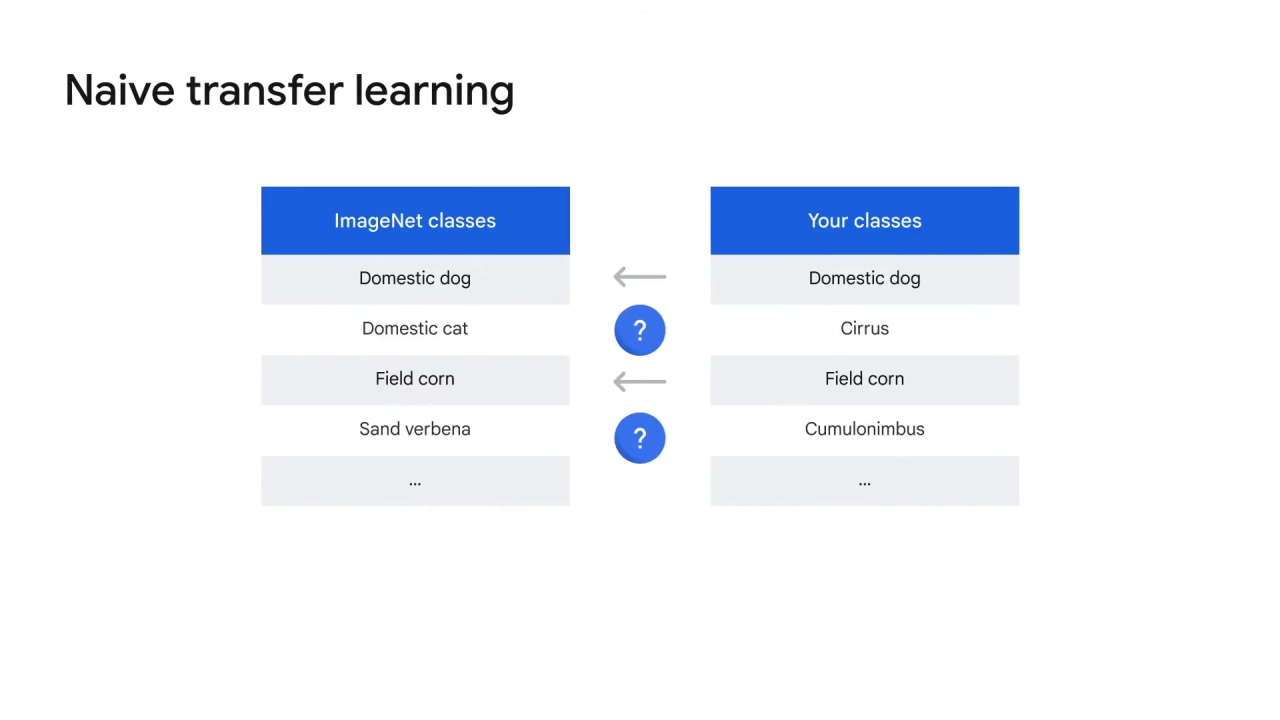 Naive transfer learning
ImageNet classes
Your classes
Domestic dog
Domestic dog
Domestic cat
?
Cirrus
Field corn
Field corn
Sand verbena
?
Cumulonimbus
...
...